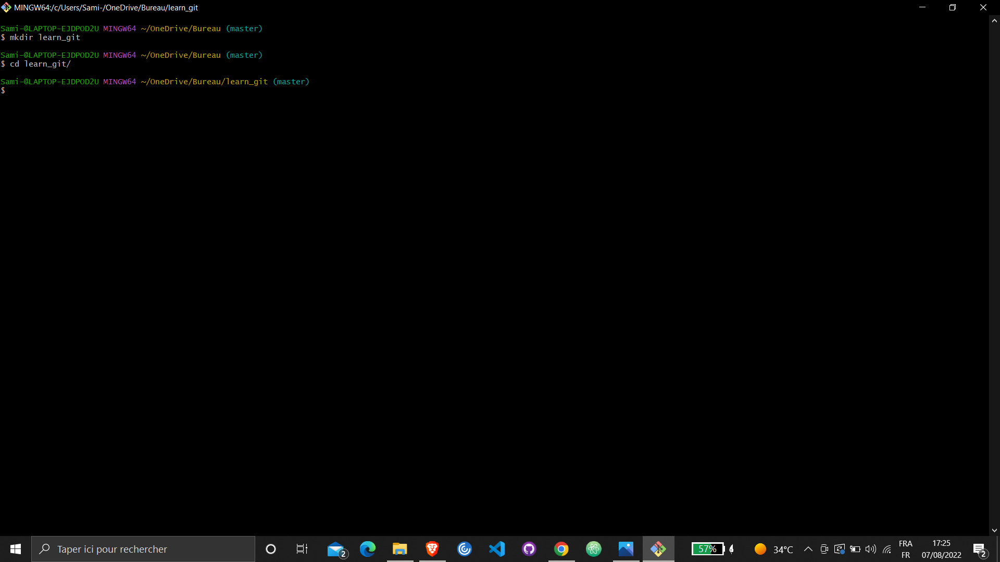 MINGW64:/c/Users/Sami-/OneDrive/Bureau/learn_git
Sami-@LAPTOP-EJDPOD2U MINGW64 ~/OneDrive/Bureau (master)
$ mkdir learn_git
Sami-@LAPTOP-EJDPOD2U MINGW64 ~/OneDrive/Bureau (master)
$ cd learn_git/
Sami-@LAPTOP-EJDPOD2U MINGW64 ~/OneDrive/Bureau/learn_git (master)
$
Taper ici pour rechercher
2
57%
34°C
FRA
FR
17:25
07/08/2022
2